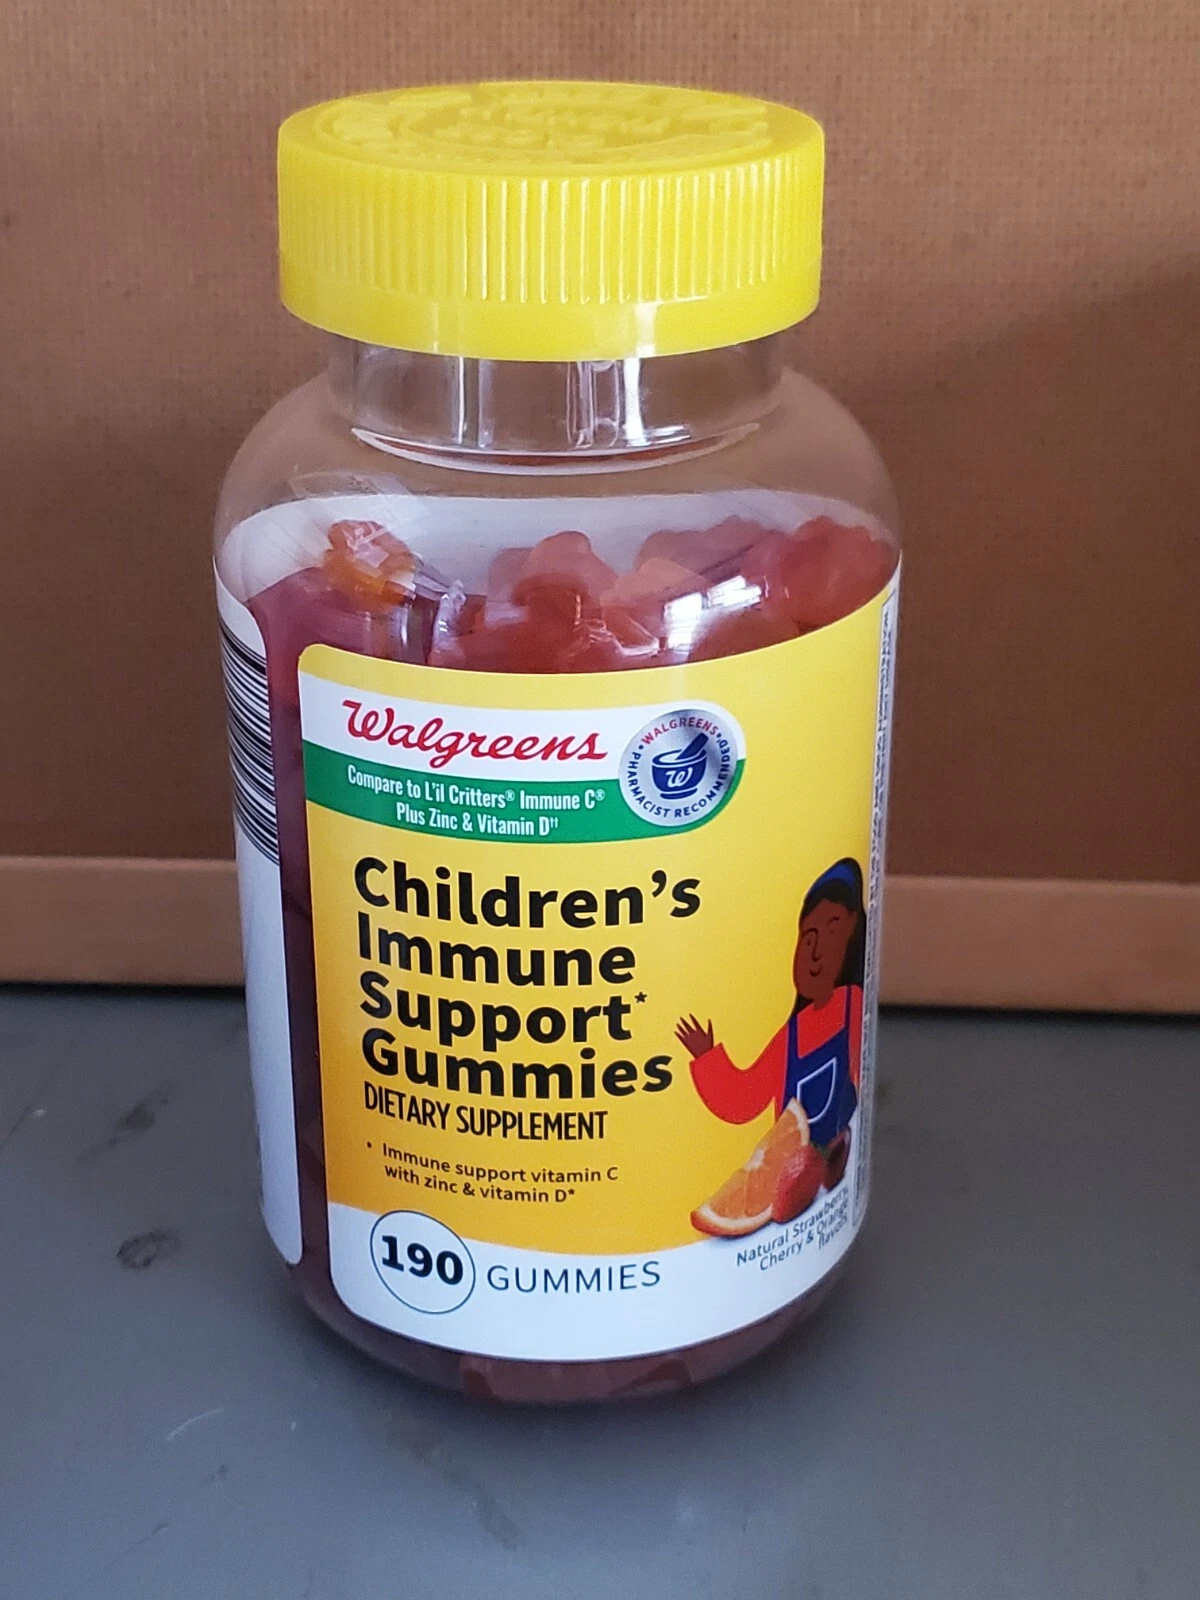 Walgreens
WALGREENS
PHARMACIST RECOMMENDED
W
Compare to L'il Critters® Immune C®
Plus Zinc & Vitamin D††
Children's
Immune
Support*
Gummies
DIETARY SUPPLEMENT
• Immune support vitamin C
with zinc & vitamin D*
190 GUMMIES
Natural Strawberry,
Cherry & Orange
flavors